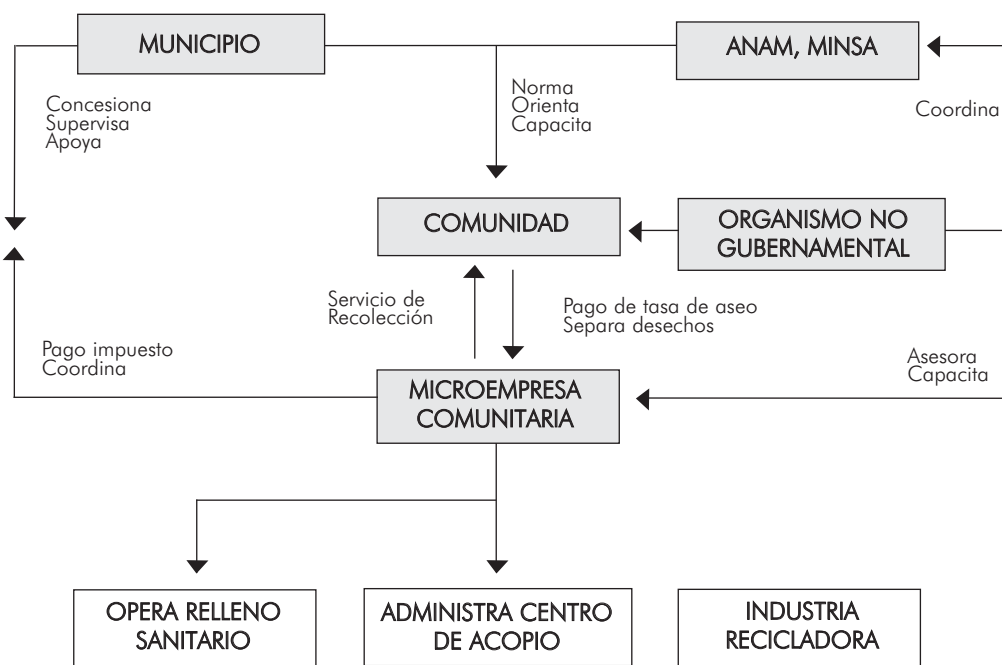 MUNICIPIO
ANAM, MINSA
Concesiona
Supervisa
Apoya
Norma
Orienta
Capacita
Coordina
COMUNIDAD
ORGANISMO NO
GUBERNAMENTAL
Servicio de
Recolección
Pago de tasa de aseo
Separa desechos
Pago impuesto
Coordina
Asesora
Capacita
MICROEMPRESA
COMUNITARIA
OPERA RELLENO
SANITARIO
ADMINISTRA CENTRO
DE ACOPIO
INDUSTRIA
RECICLADORA